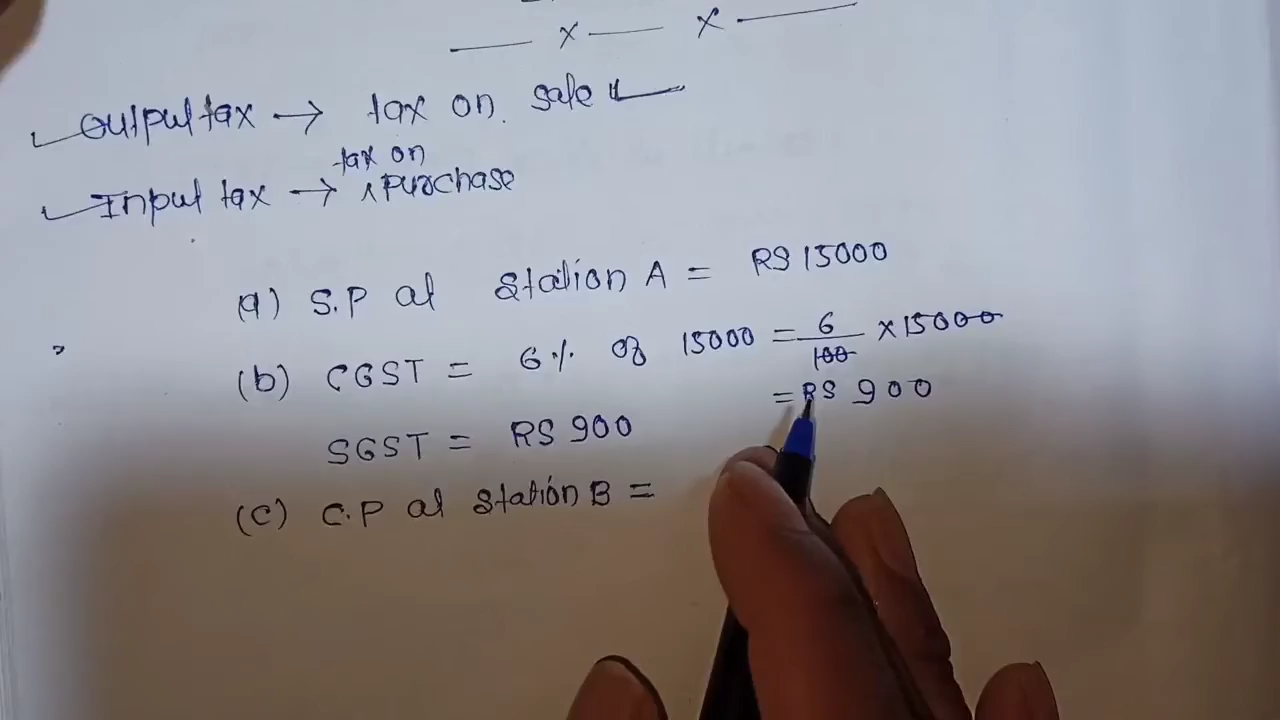 — x — x —
Output tax → tax on sale
tax on
Input tax → ^ purchase
(a) S.P at Station A = RS 15000
(b) CGST = 6% of 15000 = 6/100 × 15000
= RS 900
SGST = RS 900
(c) C.P at Station B =